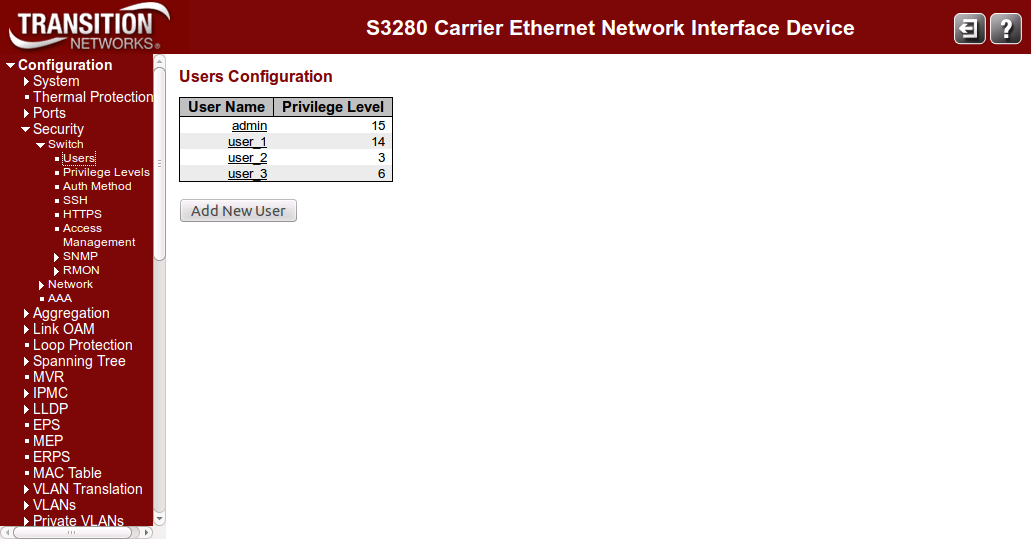 TRANSITION
NETWORKS®
S3280 Carrier Ethernet Network Interface Device
?
Configuration
System
Thermal Protection
Ports
Security
Switch
Users
Privilege Levels
Auth Method
SSH
HTTPS
Access
Management
SNMP
RMON
Network
AAA
Aggregation
Link OAM
Loop Protection
Spanning Tree
MVR
IPMC
LLDP
EPS
MEP
ERPS
MAC Table
VLAN Translation
VLANs
Private VLANs
Users Configuration
User Name Privilege Level
admin 15
user_1 14
user_2 3
user_3 6
Add New User